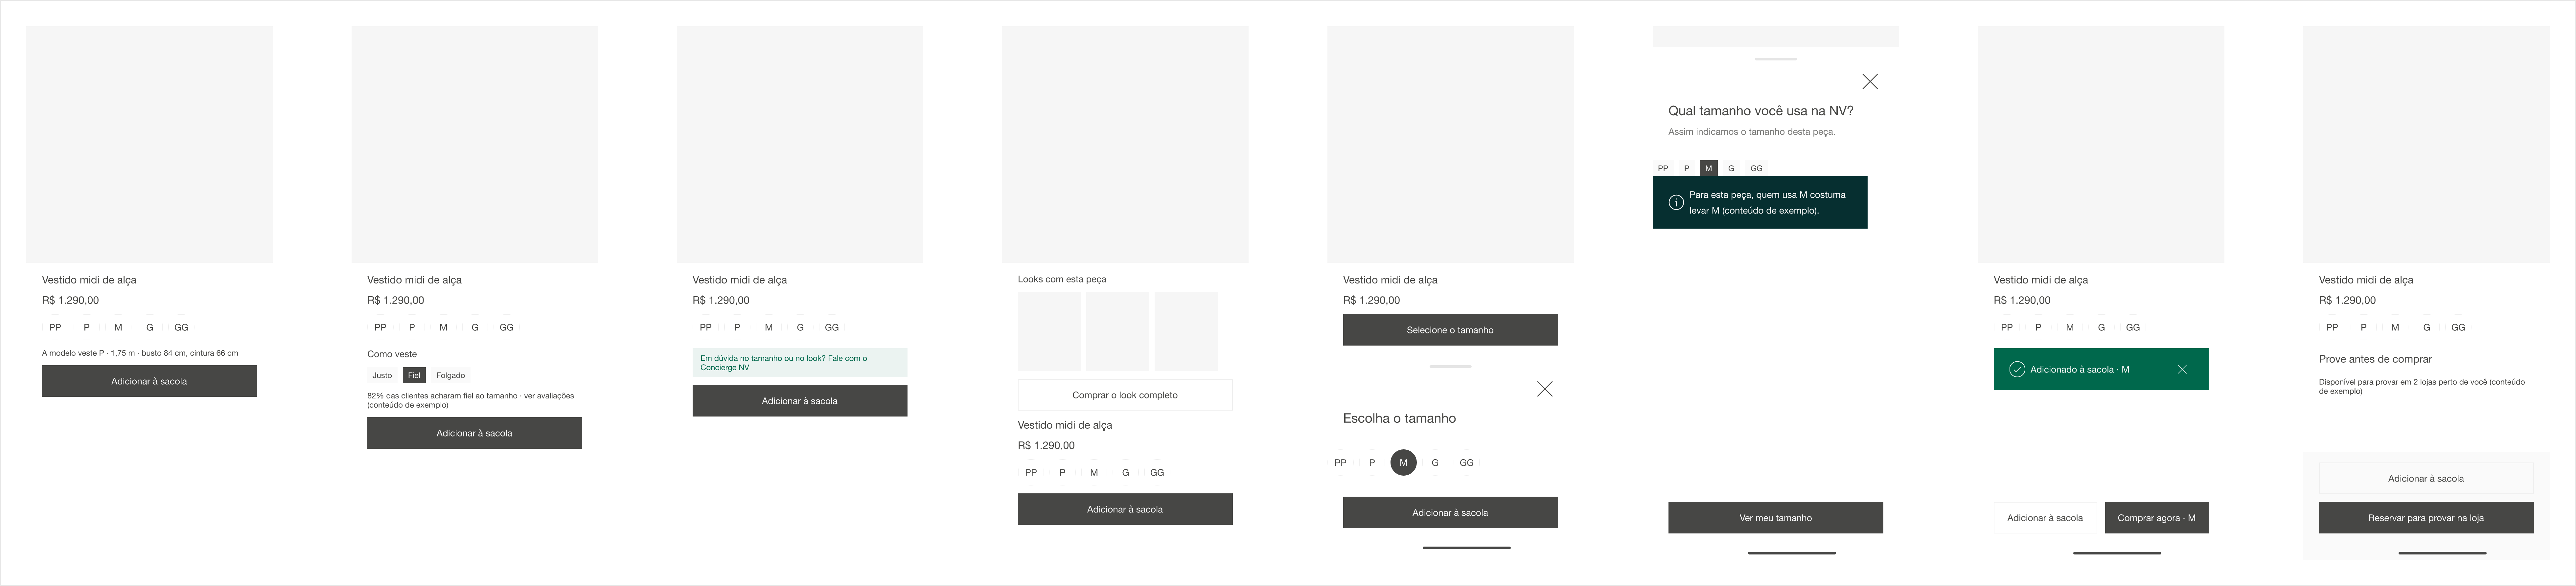 Vestido midi de alça
R$ 1.290,00
PP P M G GG
A modelo veste P · 1,75 m · busto 84 cm, cintura 66 cm
Adicionar à sacola
Vestido midi de alça
R$ 1.290,00
PP P M G GG
Como veste
Justo Fiel Folgado
82% das clientes acharam fiel ao tamanho · ver avaliações
(conteúdo de exemplo)
Adicionar à sacola
Vestido midi de alça
R$ 1.290,00
PP P M G GG
Em dúvida no tamanho ou no look? Fale com o
Concierge NV
Adicionar à sacola
Looks com esta peça
Comprar o look completo
Vestido midi de alça
R$ 1.290,00
PP P M G GG
Adicionar à sacola
Vestido midi de alça
R$ 1.290,00
Selecione o tamanho
Escolha o tamanho
PP P M G GG
Adicionar à sacola
Qual tamanho você usa na NV?
Assim indicamos o tamanho desta peça.
PP P M G GG
Para esta peça, quem usa M costuma
levar M (conteúdo de exemplo).
Ver meu tamanho
Vestido midi de alça
R$ 1.290,00
PP P M G GG
Adicionado à sacola · M
Adicionar à sacola
Comprar agora · M
Vestido midi de alça
R$ 1.290,00
PP P M G GG
Prove antes de comprar
Disponível para provar em 2 lojas perto de você (conteúdo
de exemplo)
Adicionar à sacola
Reservar para provar na loja